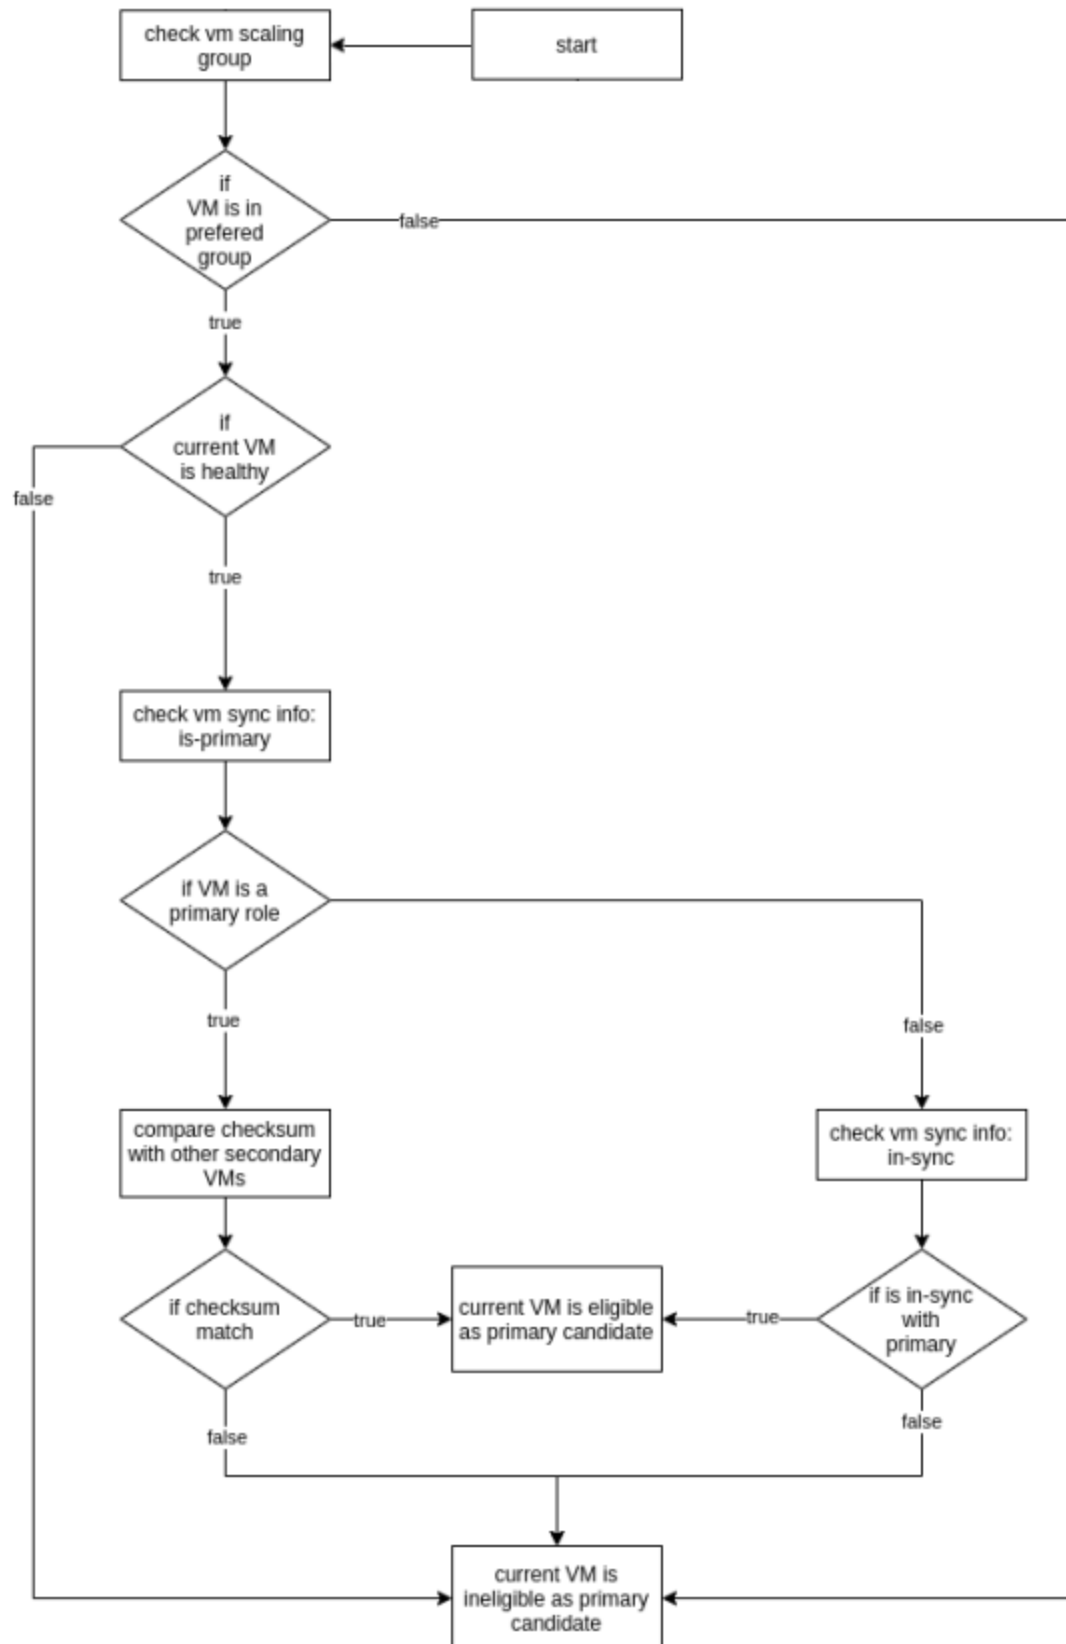 check vm scaling
group
start
if
VM is in
prefered
group
false
true
if
current VM
is healthy
false
true
check vm sync info:
is-primary
if VM is a
primary role
true
false
compare checksum
with other secondary
VMs
check vm sync info:
in-sync
if checksum
match
true
current VM is eligible
as primary candidate
true
if is in-sync
with
primary
false
false
current VM is
ineligible as primary
candidate